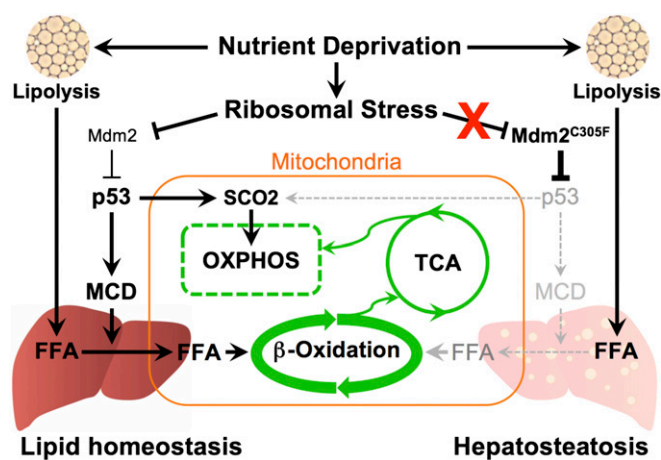 Nutrient Deprivation
Lipolysis
Lipolysis
Ribosomal Stress
X
Mdm2
Mdm2C305F
Mitochondria
p53
SCO2
p53
OXPHOS
TCA
MCD
MCD
FFA
FFA
β-Oxidation
FFA
FFA
Lipid homeostasis
Hepatosteatosis